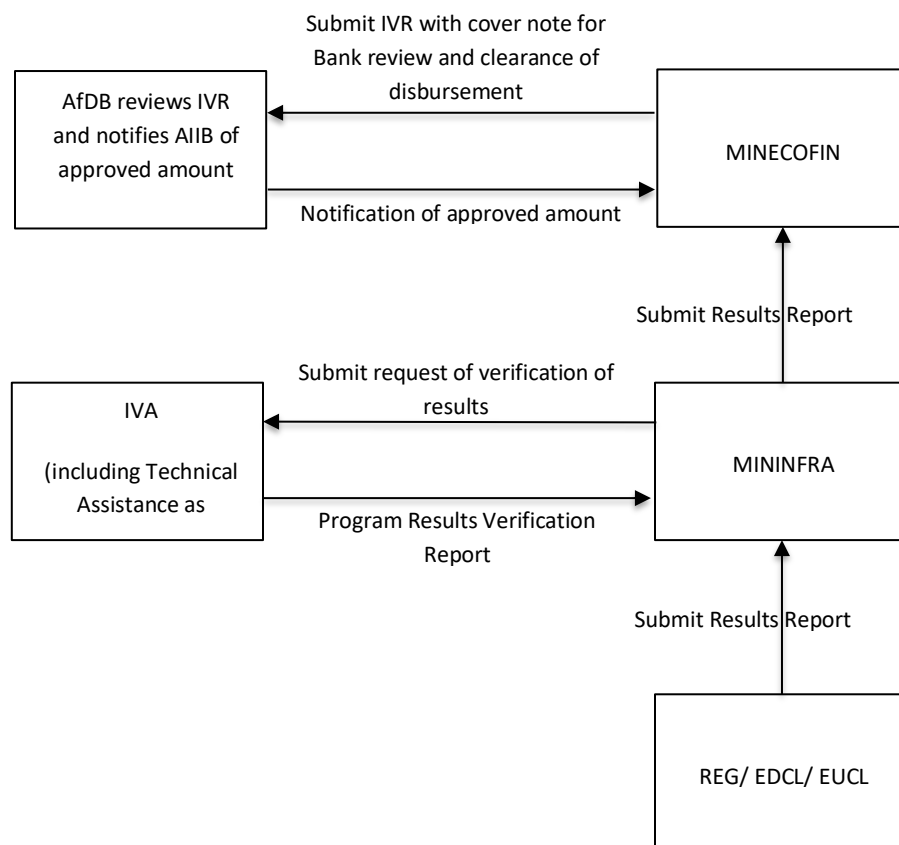 Submit IVR with cover note for
Bank review and clearance of
disbursement
AfDB reviews IVR
and notifies AIIB of
approved amount
MINECOFIN
Notification of approved amount
Submit Results Report
Submit request of verification of
results
IVA
(including Technical
Assistance as
MININFRA
Program Results Verification
Report
Submit Results Report
REG/ EDCL/ EUCL